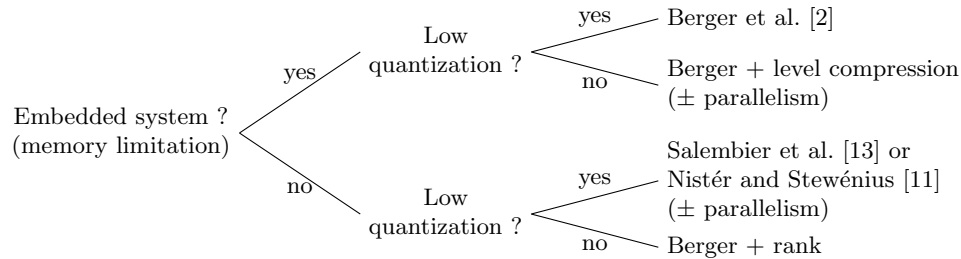 Low
quantization ?
yes
Berger et al. [2]
no
Berger + level compression
(± parallelism)
yes
Embedded system ?
(memory limitation)
no
Low
quantization ?
yes
Salembier et al. [13] or
Nistér and Stewénius [11]
(± parallelism)
no
Berger + rank